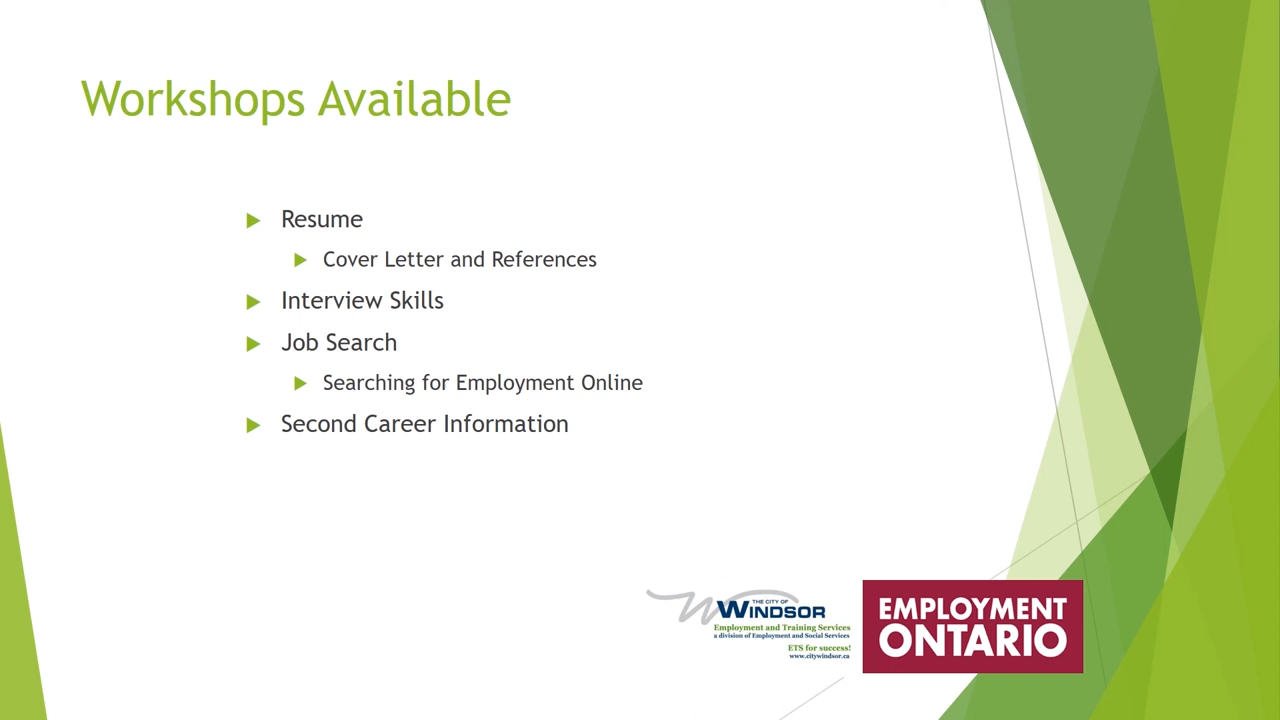 Workshops Available
Resume
Cover Letter and References
Interview Skills
Job Search
Searching for Employment Online
Second Career Information
THE CITY OF
WINDSOR
Employment and Training Services
a division of Employment and Social Services
ETS for success!
www.citywindsor.ca
EMPLOYMENT
ONTARIO